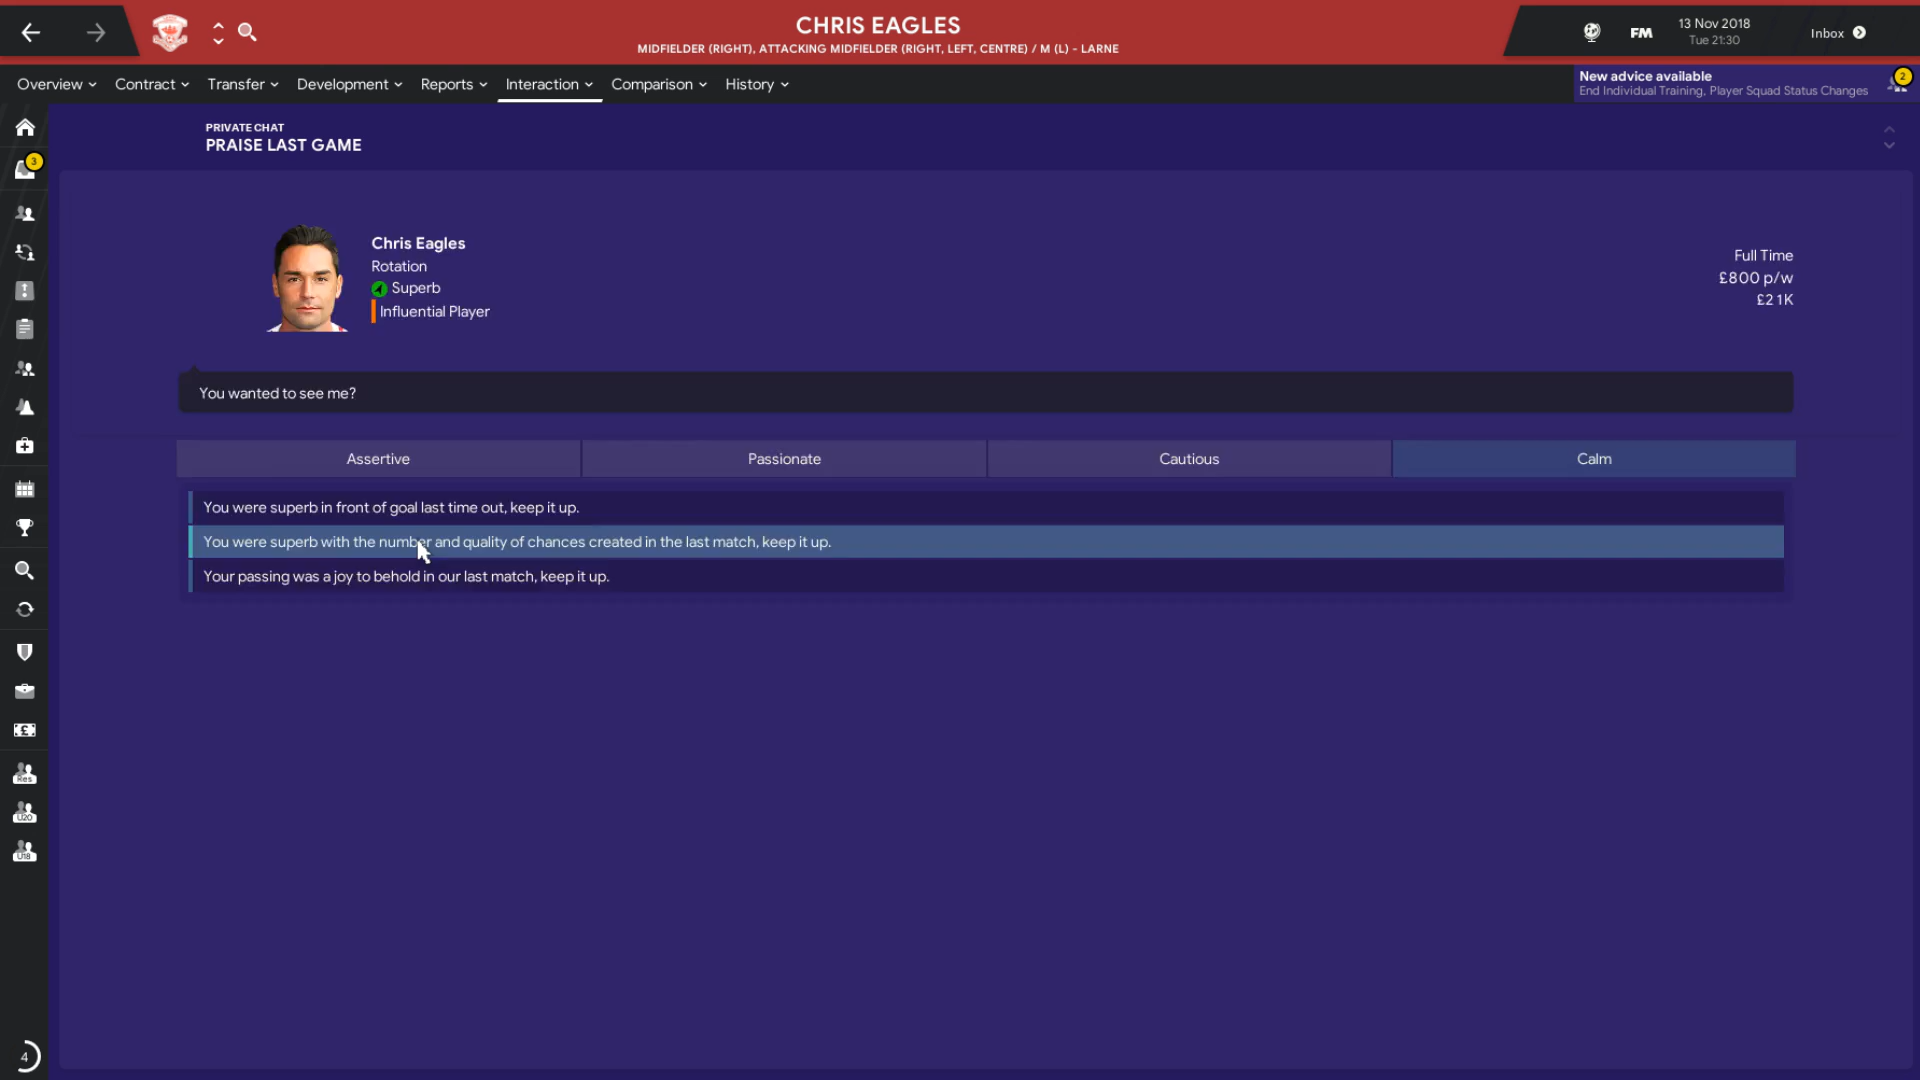 CHRIS EAGLES
MIDFIELDER (RIGHT), ATTACKING MIDFIELDER (RIGHT, LEFT, CENTRE) / M (L) - LARNE
FM
13 Nov 2018
Tue 21:30
Inbox
Overview
Contract
Transfer
Development
Reports
Interaction
Comparison
History
New advice available
End Individual Training, Player Squad Status Changes
2
3
PRIVATE CHAT
PRAISE LAST GAME
Chris Eagles
Rotation
Superb
Influential Player
Full Time
£800 p/w
£21K
You wanted to see me?
Assertive
Passionate
Cautious
Calm
You were superb in front of goal last time out, keep it up.
You were superb with the number and quality of chances created in the last match, keep it up.
Your passing was a joy to behold in our last match, keep it up.
Res
U20
U18
4